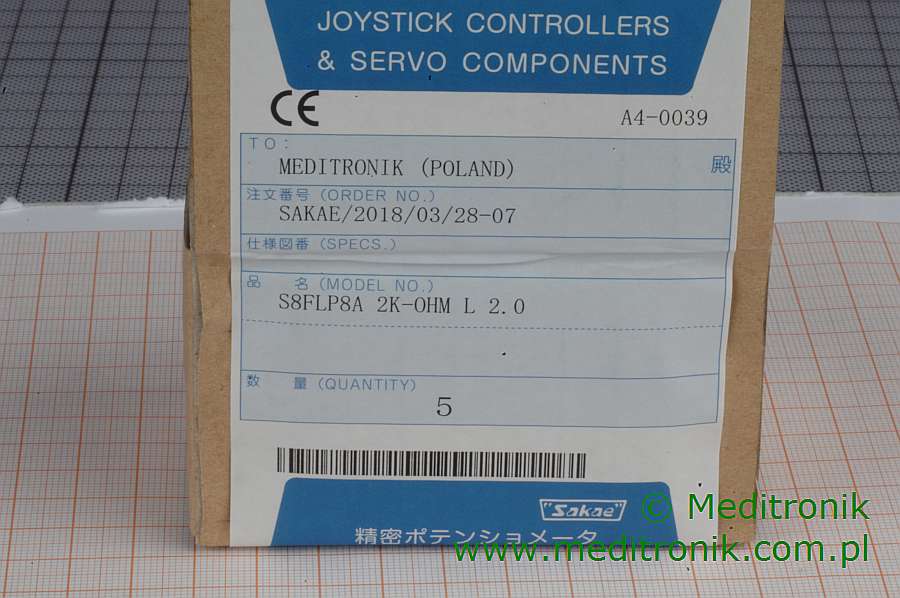 JOYSTICK CONTROLLERS
& SERVO COMPONENTS
CE
A4-0039
TO:
MEDITRONIK (POLAND)
殿
注文番号 (ORDER NO.)
SAKAE/2018/03/28-07
仕様図番 (SPECS.)
品 名 (MODEL NO.)
S8FLP8A 2K-OHM L 2.0
数 量 (QUANTITY)
5
"Sakae"
精密ポテンショメータ
© Meditronik
www.meditronik.com.pl